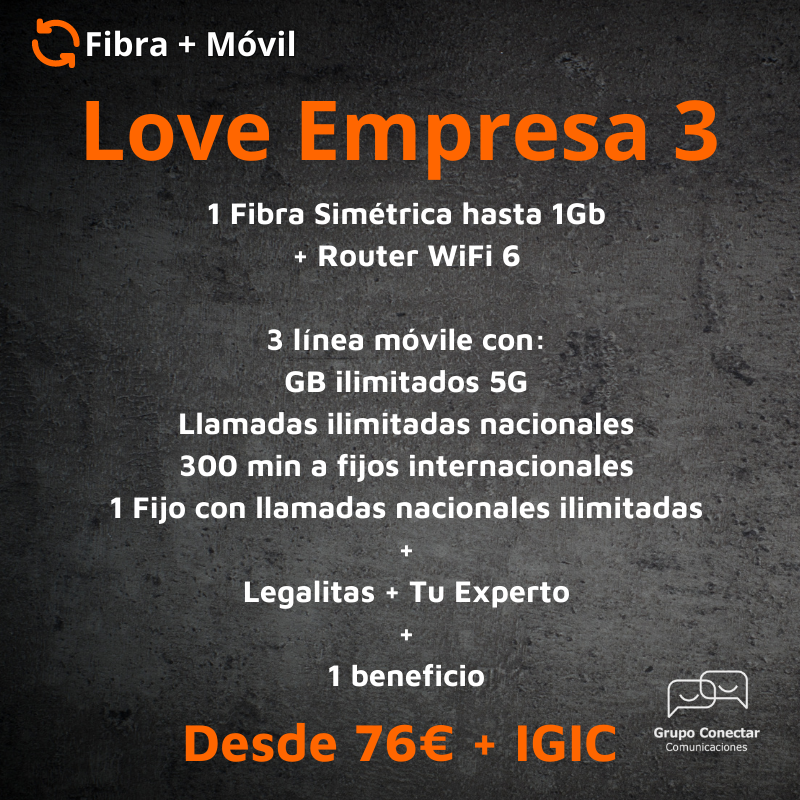 Fibra + Móvil
Love Empresa 3
1 Fibra Simétrica hasta 1Gb
+ Router WiFi 6
3 línea móvile con:
GB ilimitados 5G
Llamadas ilimitadas nacionales
300 min a fijos internacionales
1 Fijo con llamadas nacionales ilimitadas
+
Legalitas + Tu Experto
+
1 beneficio
Desde 76€ + IGIC
Grupo Conectar
Comunicaciones